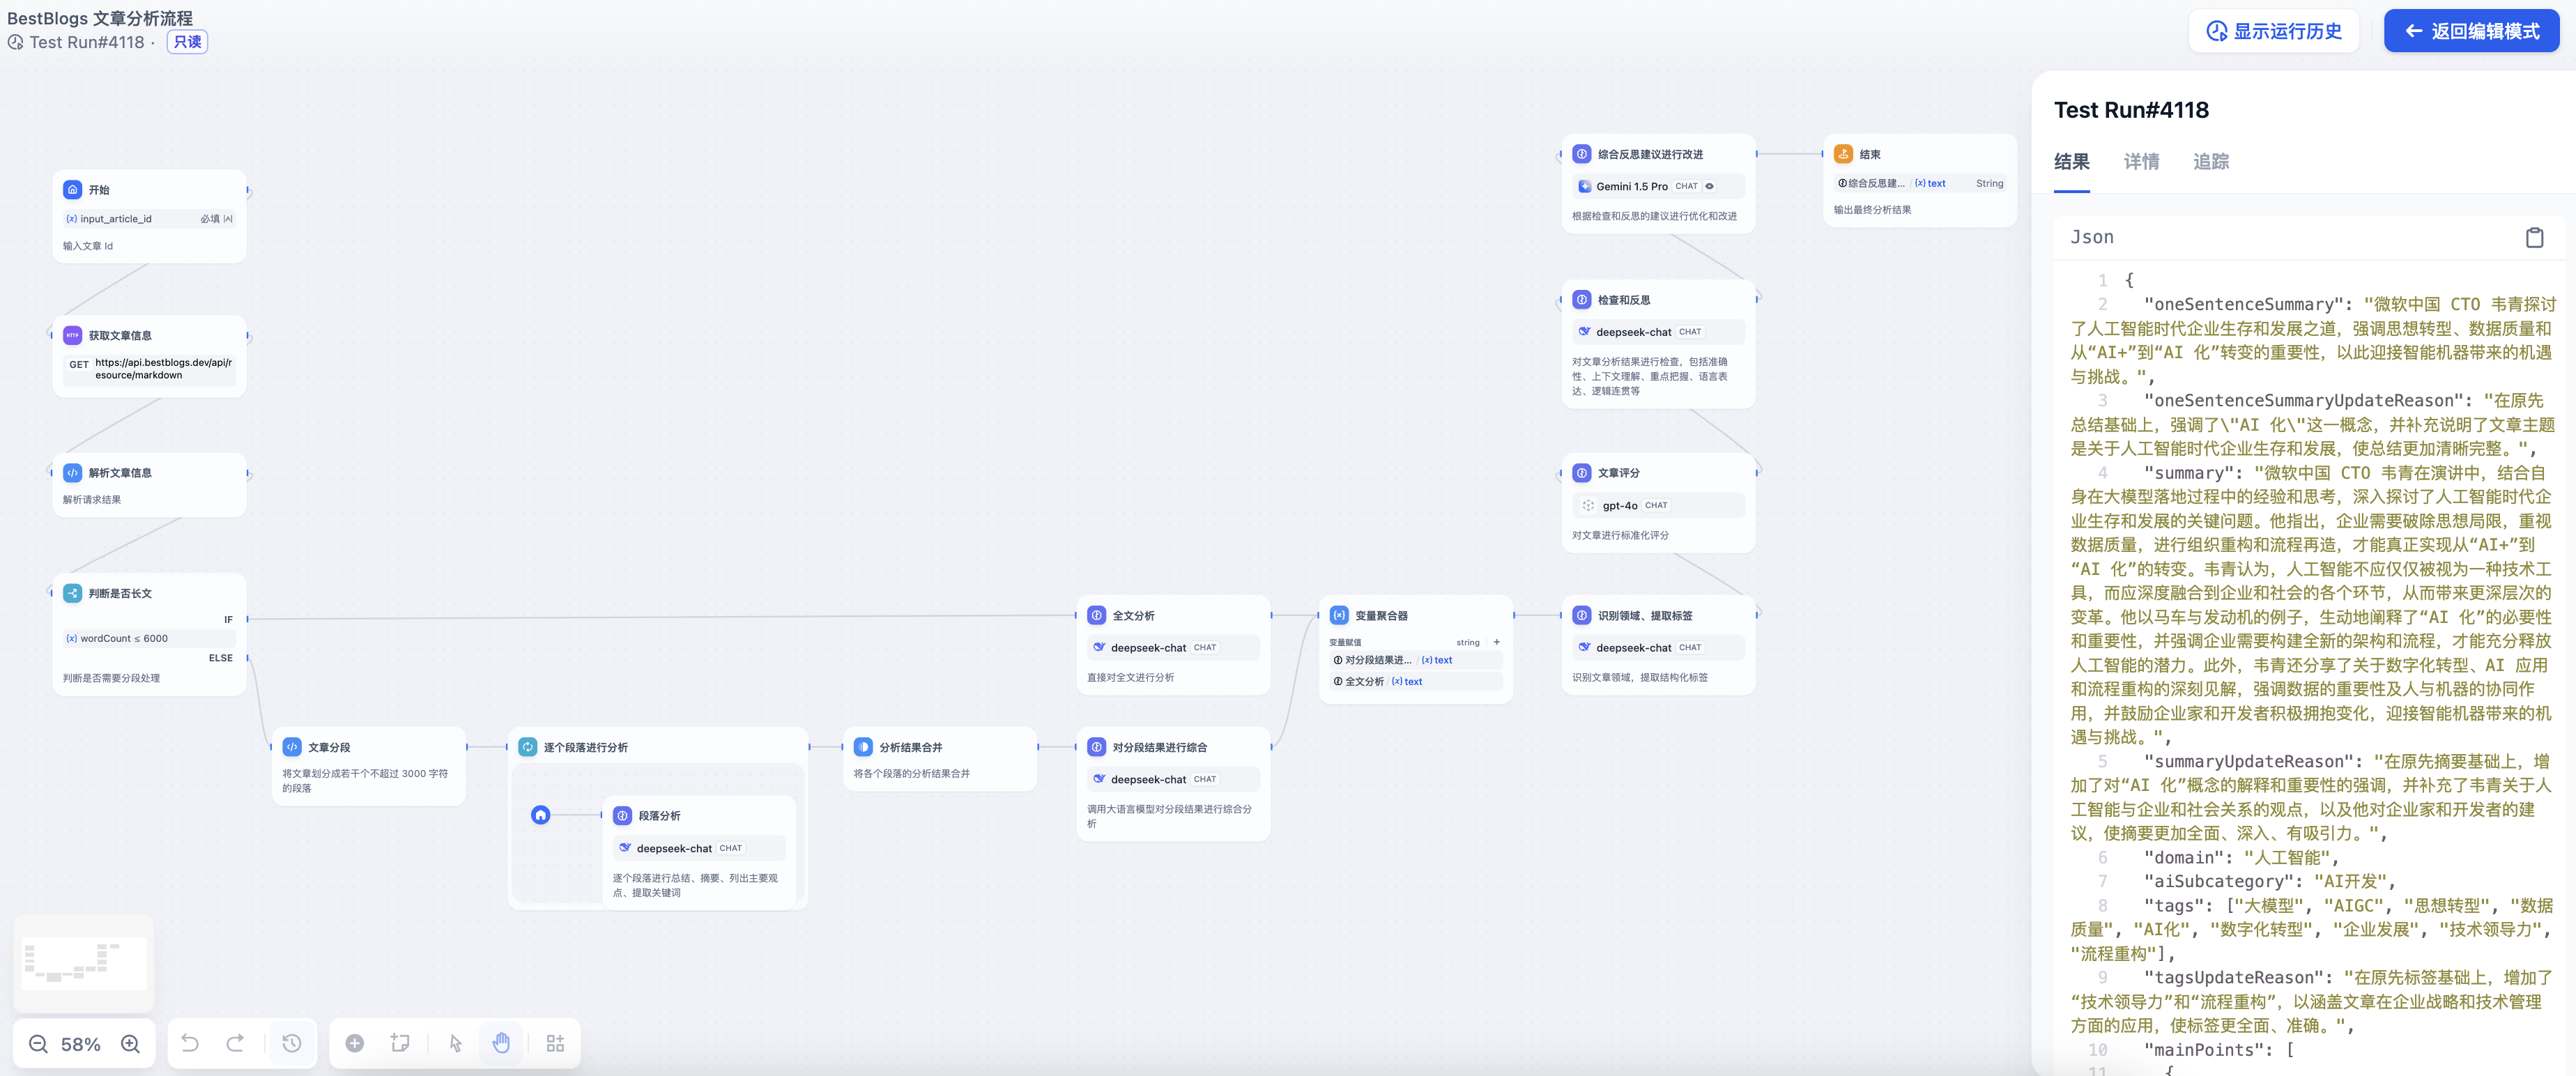 BestBlogs 文章分析流程
Test Run#4118 · 只读
显示运行历史
返回编辑模式
开始
{x} input_article_id 必填
输入文章 Id
HTTP 获取文章信息
GET https://api.bestblogs.dev/api/r
esource/markdown
解析文章信息
解析请求结果
判断是否长文
IF
{x} wordCount ≤ 6000
ELSE
判断是否需要分段处理
文章分段
将文章划分成若干个不超过 3000 字符
的段落
逐个段落进行分析
段落分析
deepseek-chat CHAT
逐个段落进行总结、摘要、列出主要观
点、提取关键词
分析结果合并
将各个段落的分析结果合并
全文分析
deepseek-chat CHAT
直接对全文进行分析
对分段结果进行综合
deepseek-chat CHAT
调用大语言模型对分段结果进行综合分
析
变量聚合器
变量赋值 string +
对分段结果进... / {x} text
全文分析 / {x} text
识别领域、提取标签
deepseek-chat CHAT
识别文章领域，提取结构化标签
文章评分
gpt-4o CHAT
对文章进行标准化评分
检查和反思
deepseek-chat CHAT
对文章分析结果进行检查，包括准确
性、上下文理解、重点把握、语言表
达、逻辑连贯等
综合反思建议进行改进
Gemini 1.5 Pro CHAT
根据检查和反思的建议进行优化和改进
结束
综合反思建... / {x} text String
输出最终分析结果
58%
Test Run#4118
结果 详情 追踪
Json
1 {
2 "oneSentenceSummary": "微软中国 CTO 韦青探讨
了人工智能时代企业生存和发展之道，强调思想转型、数据质量和
从“AI+”到“AI 化”转变的重要性，以此迎接智能机器带来的机遇
与挑战。",
3 "oneSentenceSummaryUpdateReason": "在原先
总结基础上，强调了\"AI 化\"这一概念，并补充说明了文章主题
是关于人工智能时代企业生存和发展，使总结更加清晰完整。",
4 "summary": "微软中国 CTO 韦青在演讲中，结合自
身在大模型落地过程中的经验和思考，深入探讨了人工智能时代企
业生存和发展的关键问题。他指出，企业需要破除思想局限，重视
数据质量，进行组织重构和流程再造，才能真正实现从“AI+”到
“AI 化”的转变。韦青认为，人工智能不应仅仅被视为一种技术工
具，而应深度融合到企业和社会的各个环节，从而带来更深层次的
变革。他以马车与发动机的例子，生动地阐释了“AI 化”的必要性
和重要性，并强调企业需要构建全新的架构和流程，才能充分释放
人工智能的潜力。此外，韦青还分享了关于数字化转型、AI 应用
和流程重构的深刻见解，强调数据的重要性及人与机器的协同作
用，并鼓励企业家和开发者积极拥抱变化，迎接智能机器带来的机
遇与挑战。",
5 "summaryUpdateReason": "在原先摘要基础上，增
加了对“AI 化”概念的解释和重要性的强调，并补充了韦青关于人
工智能与企业和社会关系的观点，以及他对企业家和开发者的建
议，使摘要更加全面、深入、有吸引力。",
6 "domain": "人工智能",
7 "aiSubcategory": "AI开发",
8 "tags": ["大模型", "AIGC", "思想转型", "数据
质量", "AI化", "数字化转型", "企业发展", "技术领导力",
"流程重构"],
9 "tagsUpdateReason": "在原先标签基础上，增加了
“技术领导力”和“流程重构”，以涵盖文章在企业战略和技术管理
方面的应用，使标签更全面、准确。",
10 "mainPoints": [
11 {